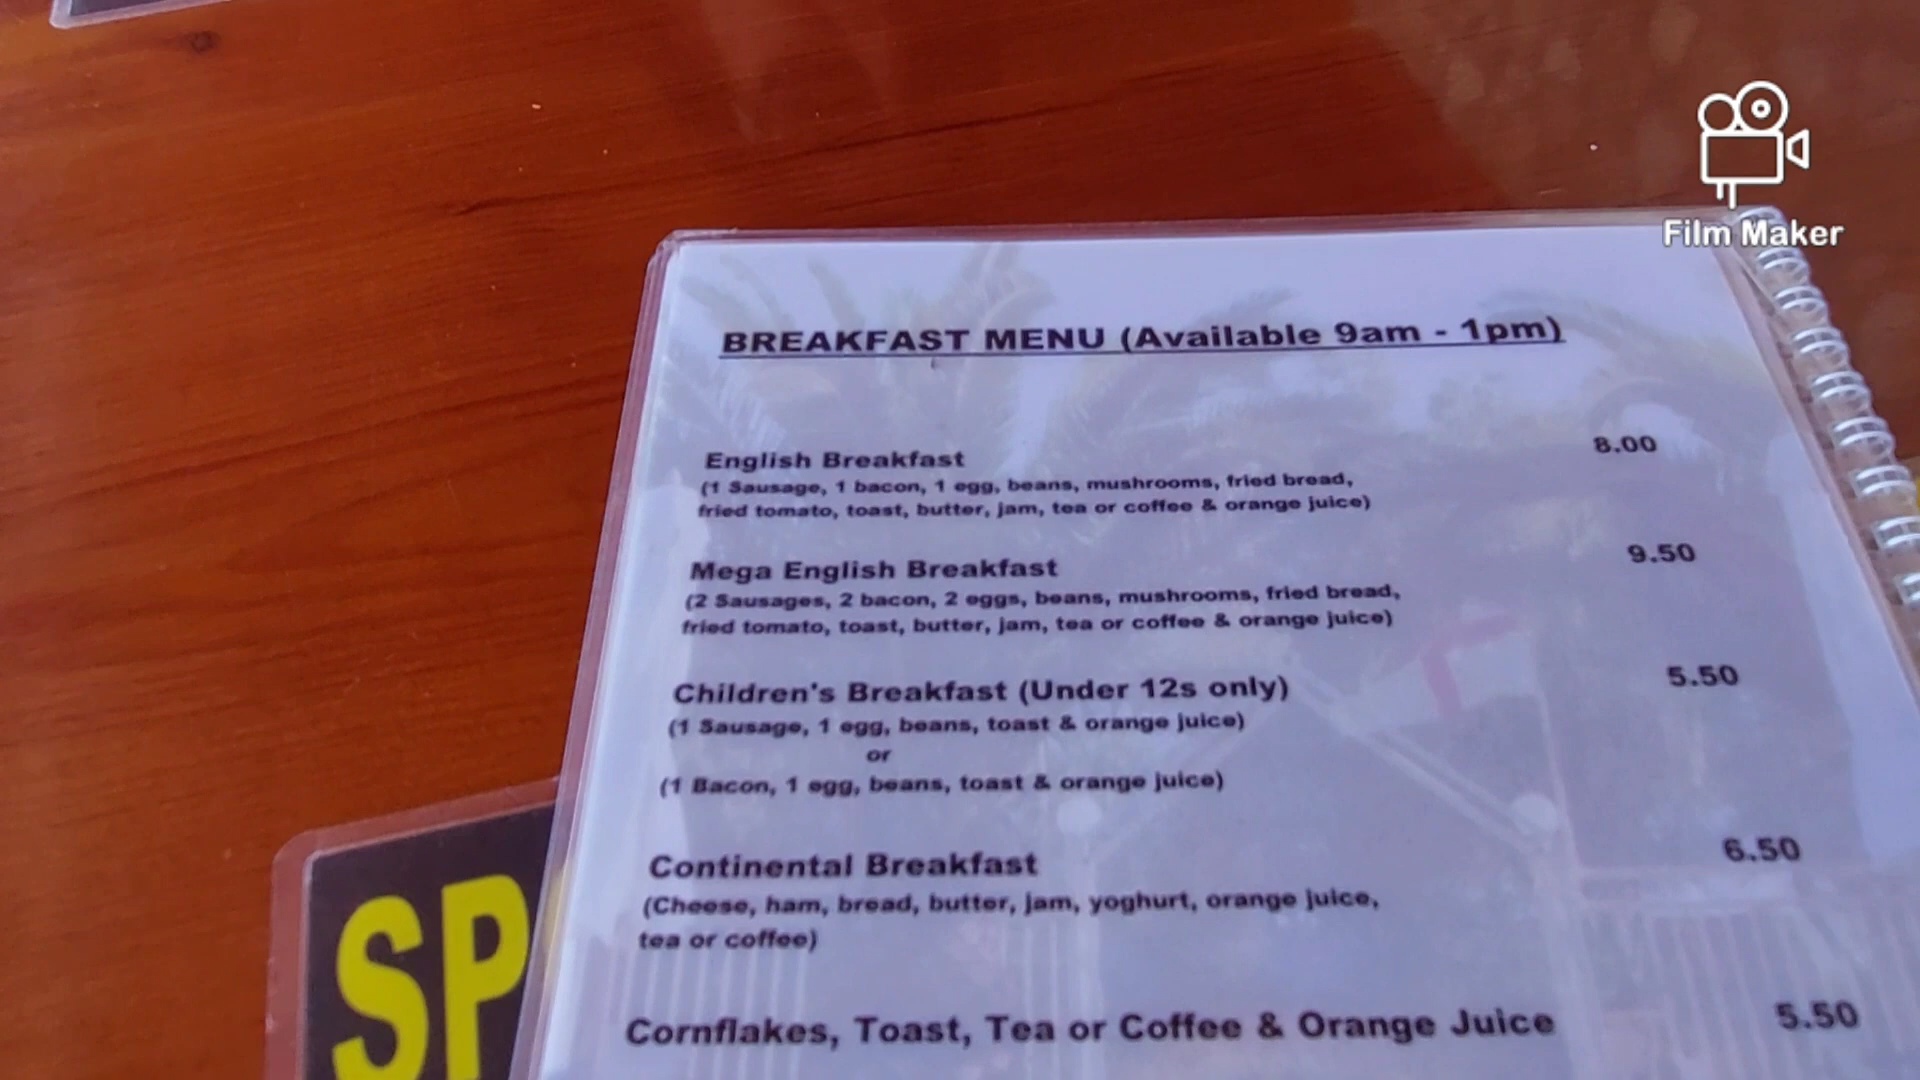 Film Maker
BREAKFAST MENU (Available 9am - 1pm)
English Breakfast 8.00
(1 Sausage, 1 bacon, 1 egg, beans, mushrooms, fried bread,
fried tomato, toast, butter, jam, tea or coffee & orange juice)
Mega English Breakfast 9.50
(2 Sausages, 2 bacon, 2 eggs, beans, mushrooms, fried bread,
fried tomato, toast, butter, jam, tea or coffee & orange juice)
Children's Breakfast (Under 12s only) 5.50
(1 Sausage, 1 egg, beans, toast & orange juice)
or
(1 Bacon, 1 egg, beans, toast & orange juice)
Continental Breakfast 6.50
(Cheese, ham, bread, butter, jam, yoghurt, orange juice,
tea or coffee)
Cornflakes, Toast, Tea or Coffee & Orange Juice 5.50
SP